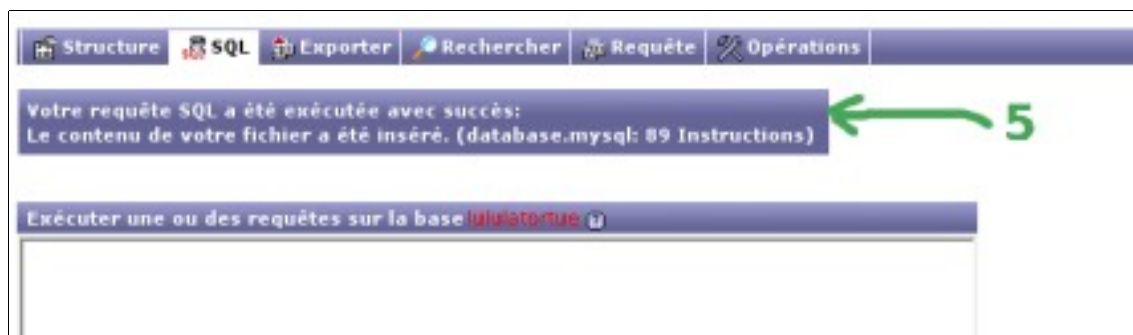 Structure SQL Exporter Rechercher Requête Opérations
Votre requête SQL a été exécutée avec succès:
Le contenu de votre fichier a été inséré. (database.mysql: 89 Instructions)
5
Exécuter une ou des requêtes sur la base lululatortue